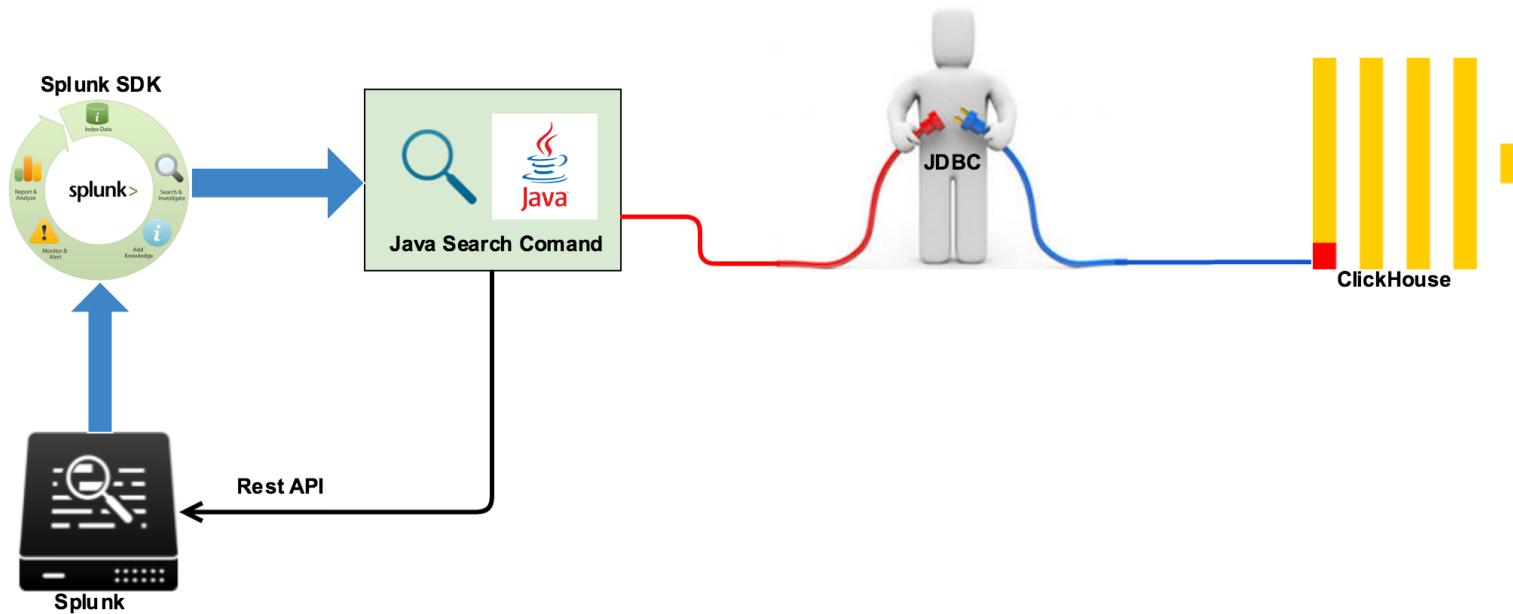 Splunk SDK
Index Data
Report &
Analyze
splunk>
Search &
Investigate
Monitor &
Alert
Add
Knowledge
Java
Java Search Comand
JDBC
ClickHouse
Rest API
Splunk